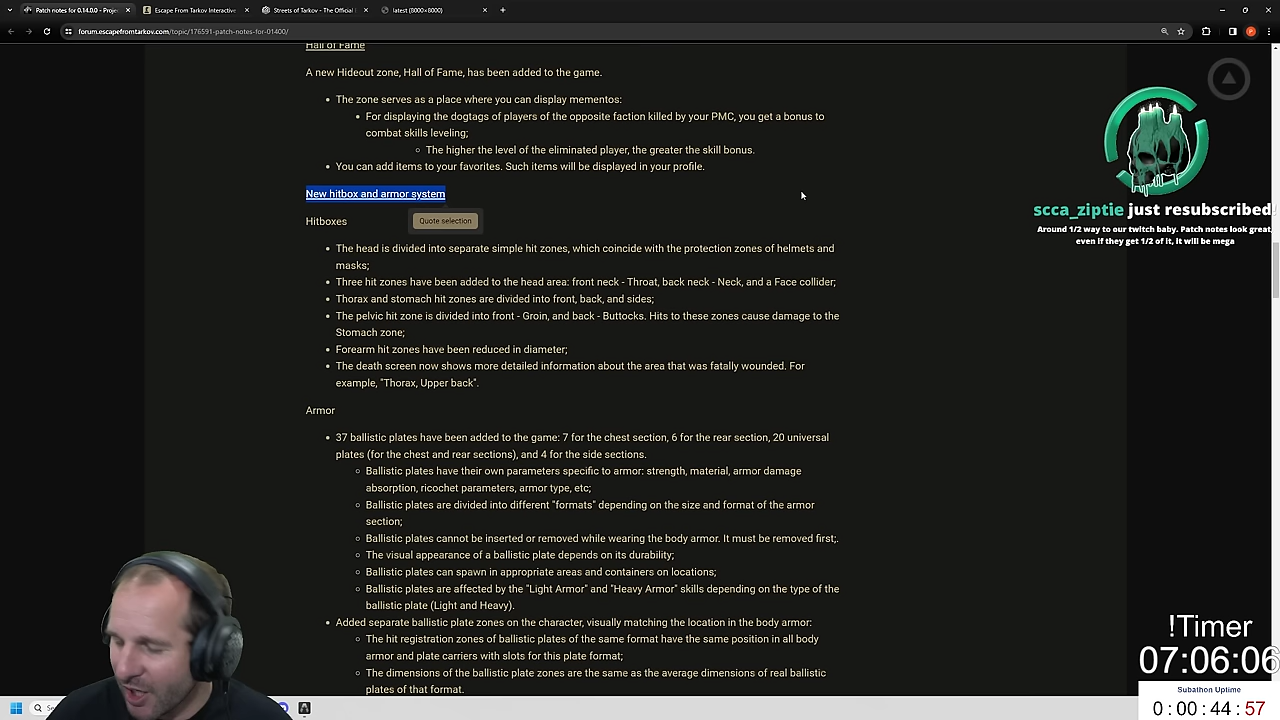 Patch notes for 0.14.0.0 - Proje
Escape From Tarkov Interactive
Streets of Tarkov - The Official
latest (8000×8000)
forum.escapefromtarkov.com/topic/176591-patch-notes-for-01400/
Hall of Fame
A new Hideout zone, Hall of Fame, has been added to the game.
The zone serves as a place where you can display mementos:
For displaying the dogtags of players of the opposite faction killed by your PMC, you get a bonus to
combat skills leveling;
The higher the level of the eliminated player, the greater the skill bonus.
You can add items to your favorites. Such items will be displayed in your profile.
New hitbox and armor system
Hitboxes
Quote selection
The head is divided into separate simple hit zones, which coincide with the protection zones of helmets and
masks;
Three hit zones have been added to the head area: front neck - Throat, back neck - Neck, and a Face collider;
Thorax and stomach hit zones are divided into front, back, and sides;
The pelvic hit zone is divided into front - Groin, and back - Buttocks. Hits to these zones cause damage to the
Stomach zone;
Forearm hit zones have been reduced in diameter;
The death screen now shows more detailed information about the area that was fatally wounded. For
example, "Thorax, Upper back".
Armor
37 ballistic plates have been added to the game: 7 for the chest section, 6 for the rear section, 20 universal
plates (for the chest and rear sections), and 4 for the side sections.
Ballistic plates have their own parameters specific to armor: strength, material, armor damage
absorption, ricochet parameters, armor type, etc;
Ballistic plates are divided into different "formats" depending on the size and format of the armor
section;
Ballistic plates cannot be inserted or removed while wearing the body armor. It must be removed first;.
The visual appearance of a ballistic plate depends on its durability;
Ballistic plates can spawn in appropriate areas and containers on locations;
Ballistic plates are affected by the "Light Armor" and "Heavy Armor" skills depending on the type of the
ballistic plate (Light and Heavy).
Added separate ballistic plate zones on the character, visually matching the location in the body armor:
The hit registration zones of ballistic plates of the same format have the same position in all body
armor and plate carriers with slots for this plate format;
The dimensions of the ballistic plate zones are the same as the average dimensions of real ballistic
plates of that format.
scca_ziptie just resubscribed!
Around 1/2 way to our twitch baby. Patch notes look great,
even if they get 1/2 of it, it will be mega
!Timer
07:06:06
Subathon Uptime
0:00:44:57